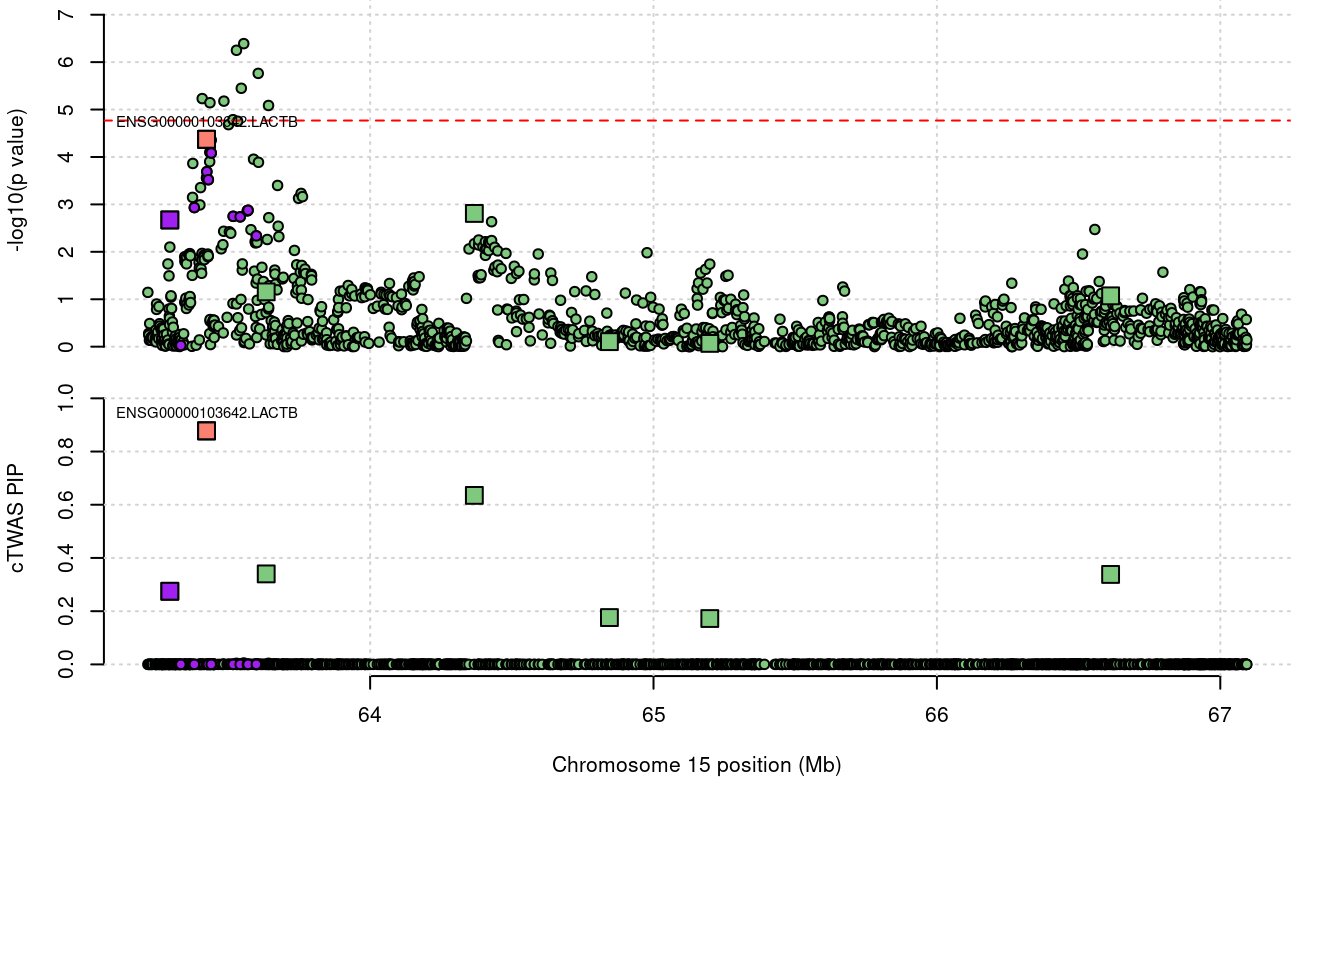 7
6
5
4
3
2
1
0
-log10(p value)
ENSG00000103642.LACTB
1.0
0.8
0.6
0.4
0.2
0.0
cTWAS PIP
ENSG00000103642.LACTB
64 65 66 67
Chromosome 15 position (Mb)